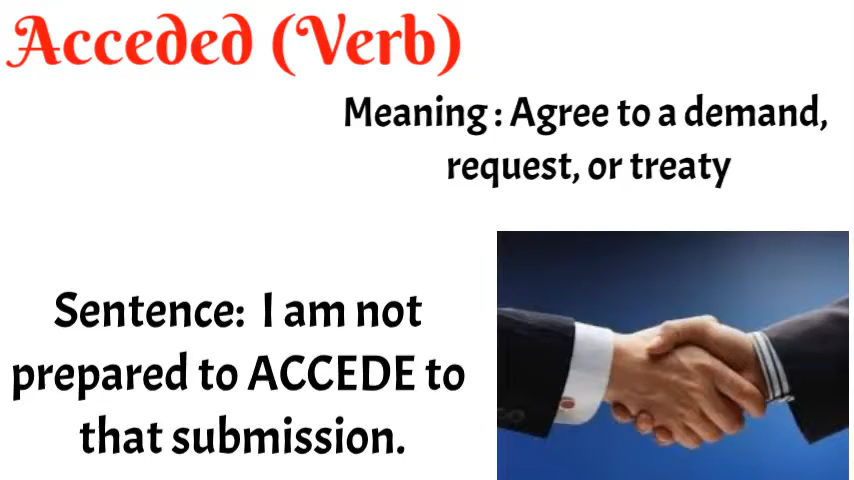 Acceded (Verb)
Meaning : Agree to a demand,
request, or treaty
Sentence: I am not
prepared to ACCEDE to
that submission.